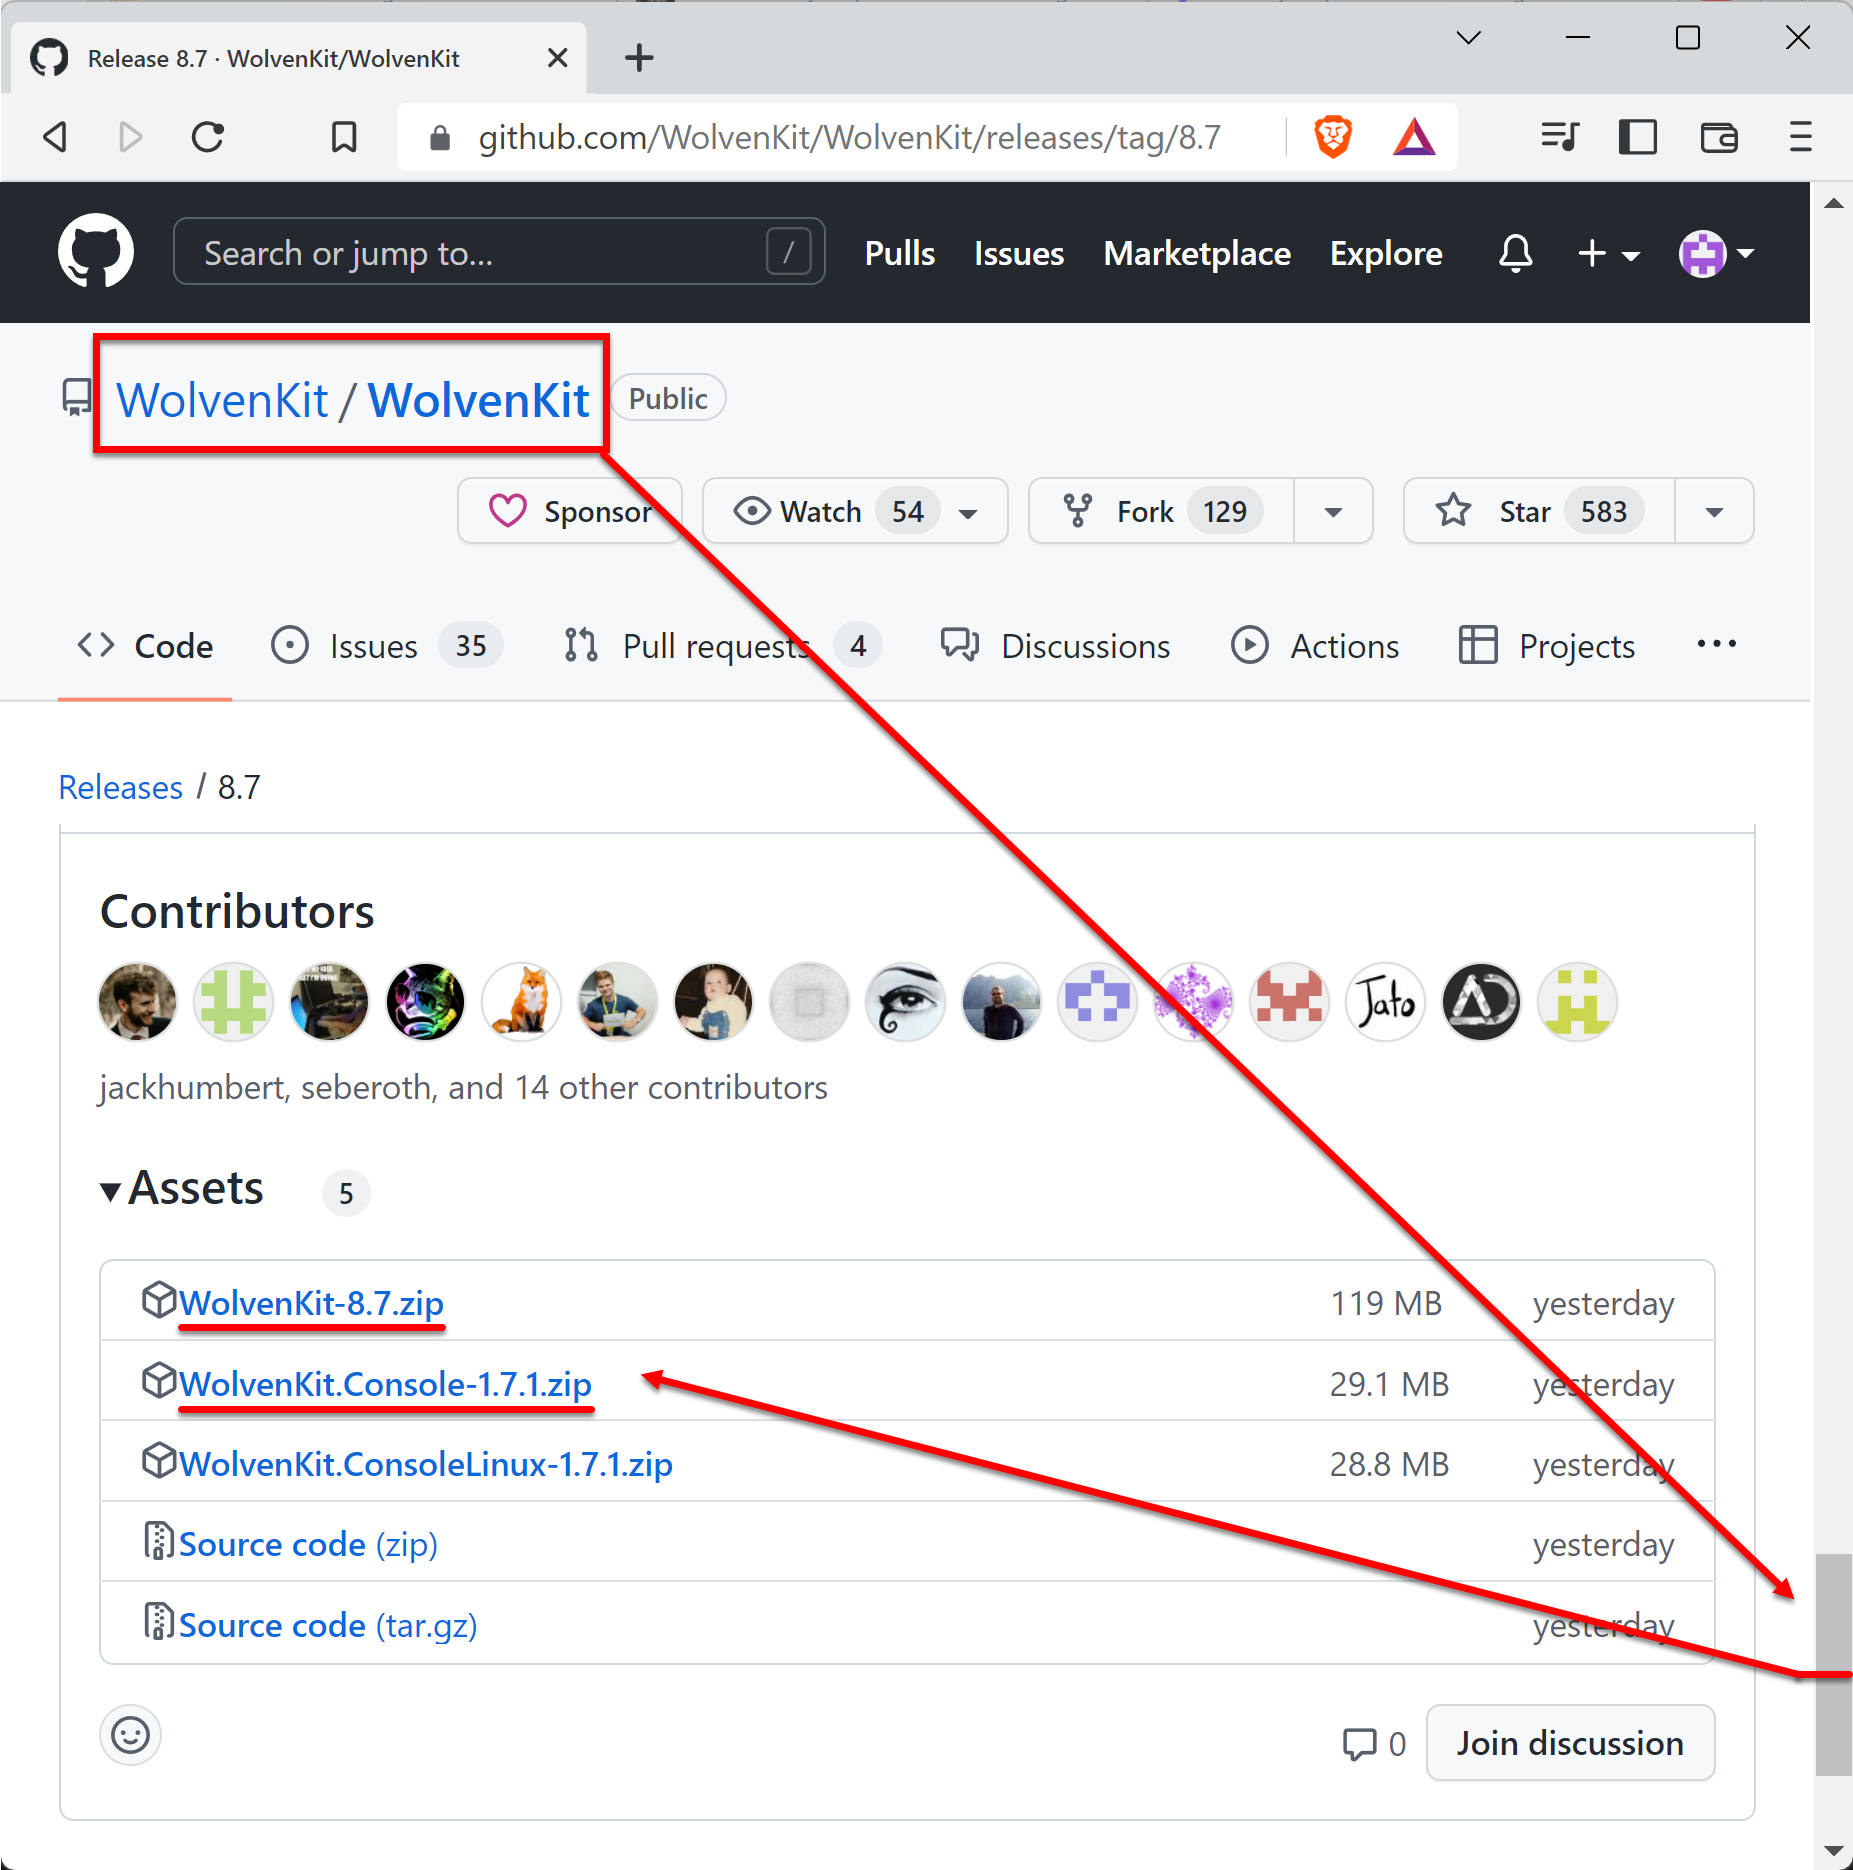 Release 8.7 · WolvenKit/WolvenKit
github.com/WolvenKit/WolvenKit/releases/tag/8.7
Search or jump to... /
Pulls Issues Marketplace Explore
WolvenKit / WolvenKit Public
Sponsor Watch 54 Fork 129 Star 583
Code Issues 35 Pull requests 4 Discussions Actions Projects
Releases / 8.7
Contributors
Jato
jackhumbert, seberoth, and 14 other contributors
Assets 5
WolvenKit-8.7.zip 119 MB yesterday
WolvenKit.Console-1.7.1.zip 29.1 MB yesterday
WolvenKit.ConsoleLinux-1.7.1.zip 28.8 MB yesterday
Source code (zip) yesterday
Source code (tar.gz) yesterday
0 Join discussion